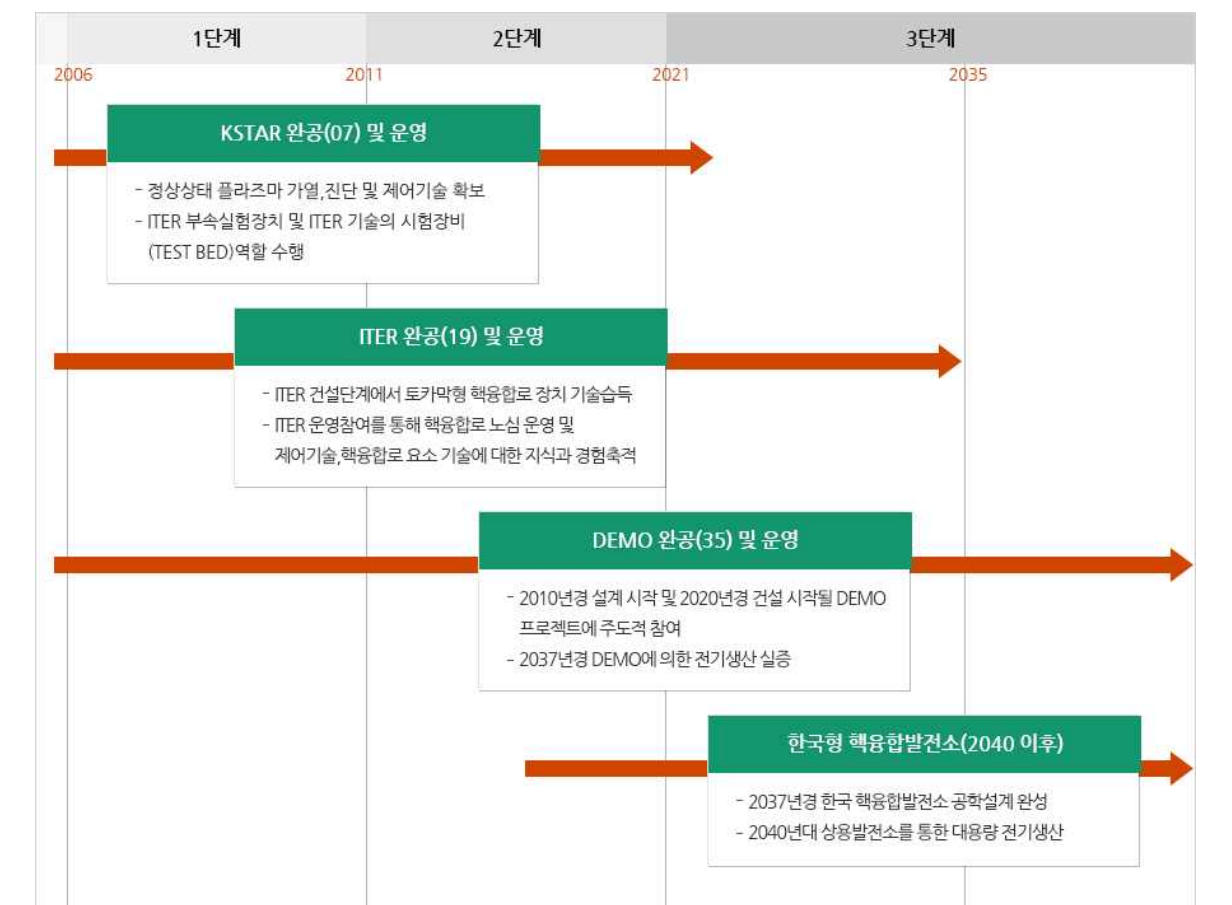 1단계 2단계 3단계
2006 2011 2021 2035
KSTAR 완공(07) 및 운영
- 정상상태 플라즈마 가열,진단 및 제어기술 확보
- ITER 부속실험장치 및 ITER 기술의 시험장비
(TEST BED)역할 수행
ITER 완공(19) 및 운영
- ITER 건설단계에서 토카막형 핵융합로 장치 기술습득
- ITER 운영참여를 통해 핵융합로 노심 운영 및
제어기술,핵융합로 요소 기술에 대한 지식과 경험축적
DEMO 완공(35) 및 운영
- 2010년경 설계 시작 및 2020년경 건설 시작될 DEMO
프로젝트에 주도적 참여
- 2037년경 DEMO에 의한 전기생산 실증
한국형 핵융합발전소(2040 이후)
- 2037년경 한국 핵융합발전소 공학설계 완성
- 2040년대 상용발전소를 통한 대용량 전기생산